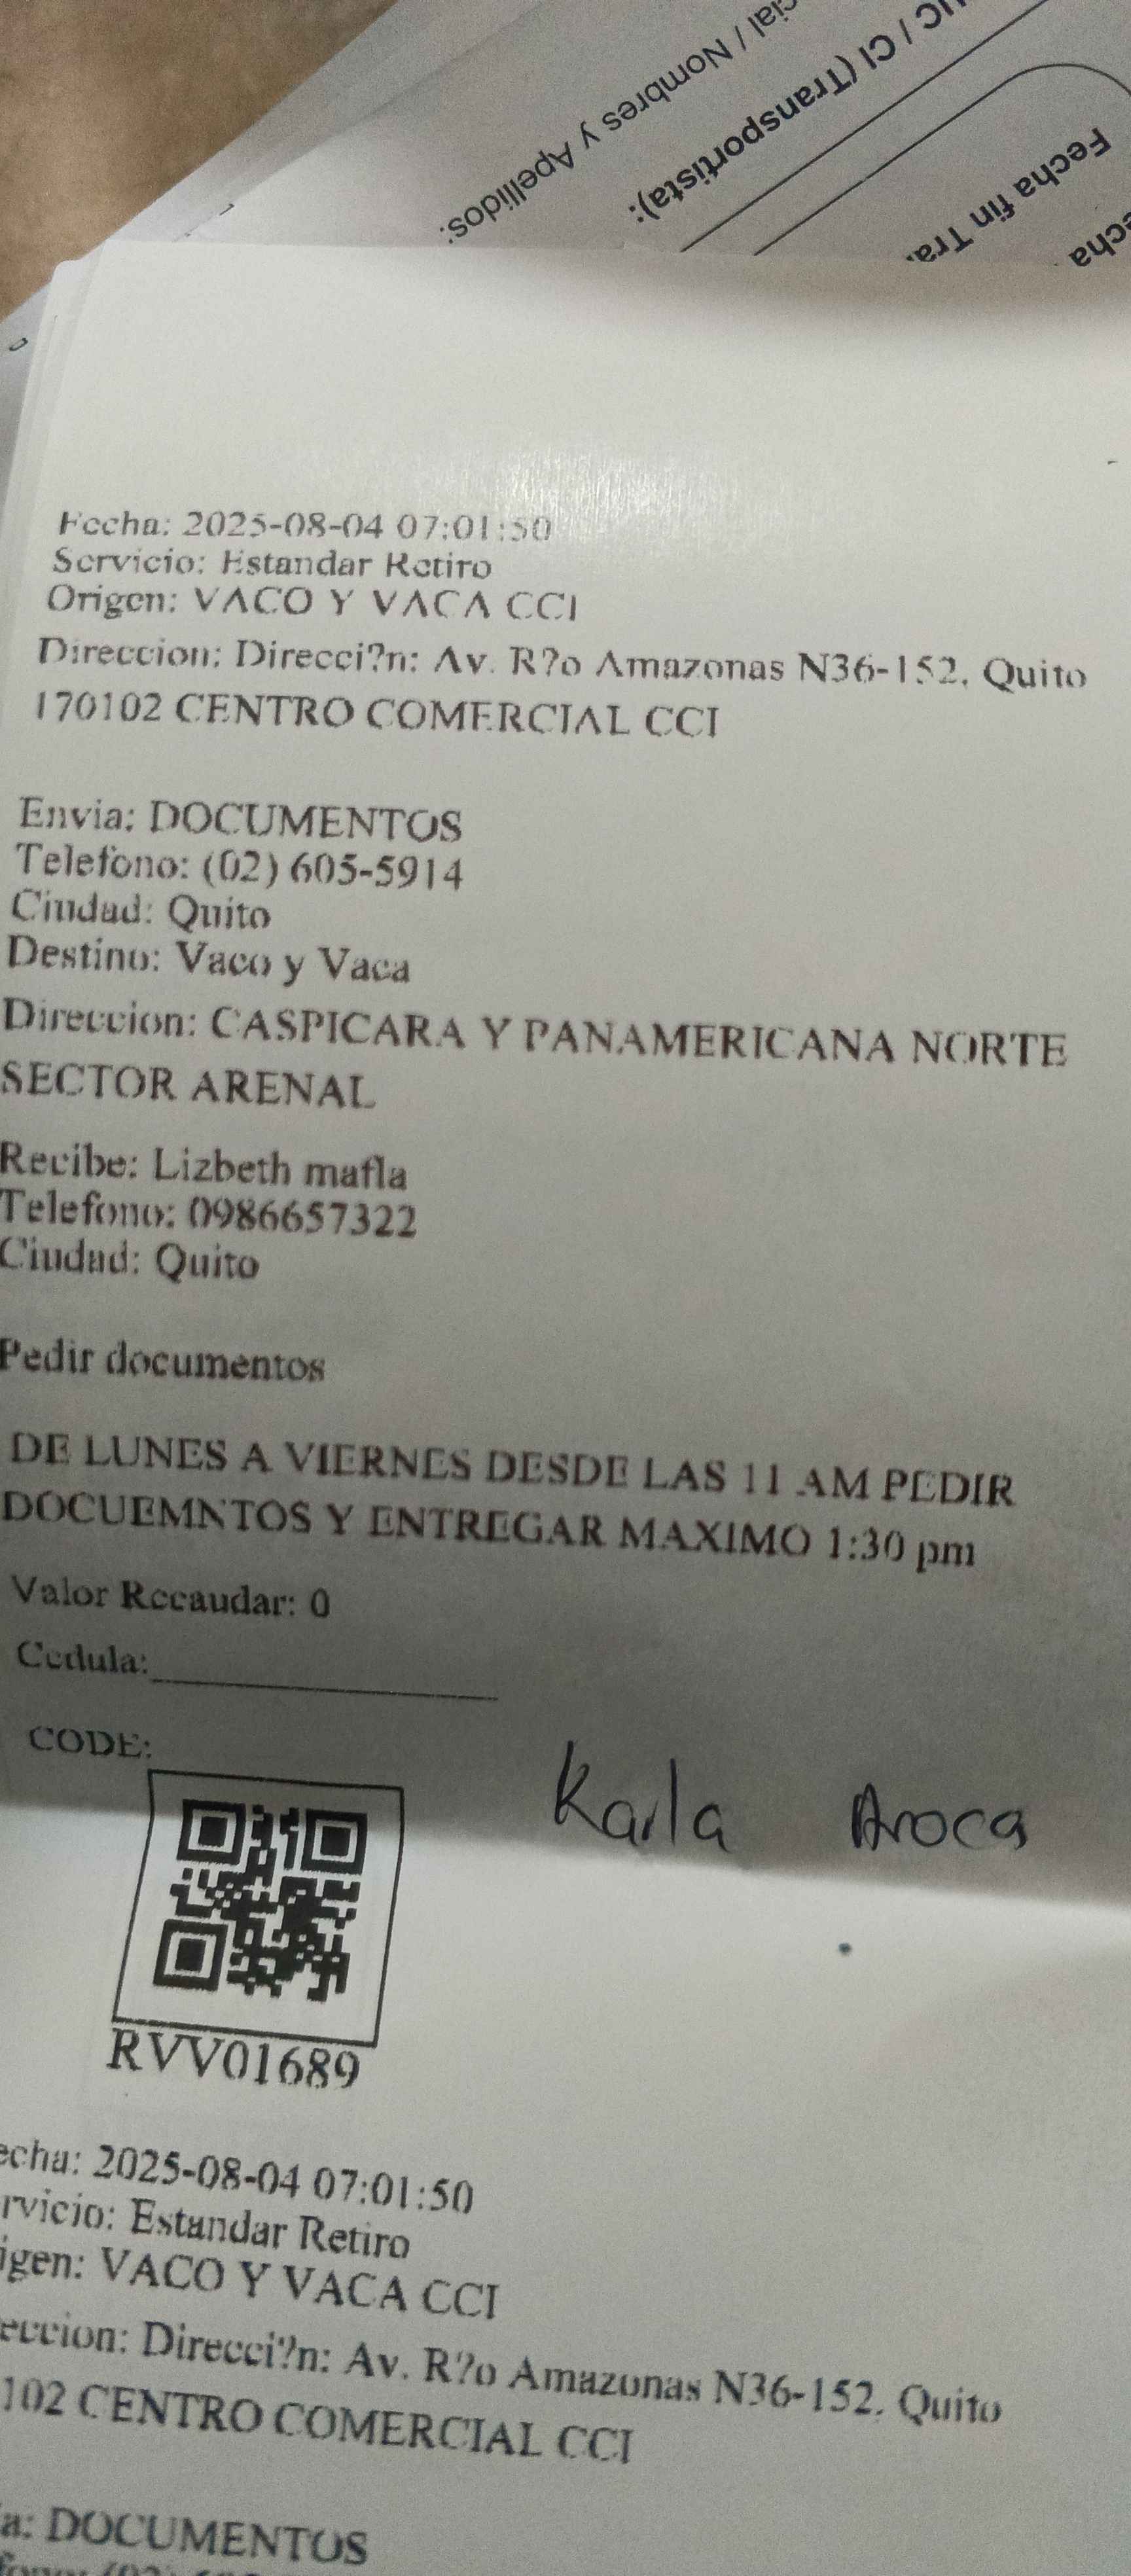 cial / Nombres y Apellidos:
UC / CI (Transportista):
Fecha fin Tra
echa
Fecha: 2025-08-04 07:01:50
Servicio: Estandar Retiro
Origen: VACO Y VACA CCI
Direccion: Direcci?n: Av. R?o Amazonas N36-152, Quito
170102 CENTRO COMERCIAL CCI
Envia: DOCUMENTOS
Telefono: (02) 605-5914
Ciudad: Quito
Destino: Vaco y Vaca
Direccion: CASPICARA Y PANAMERICANA NORTE
SECTOR ARENAL
Recibe: Lizbeth mafla
Telefono: 0986657322
Ciudad: Quito
Pedir documentos
DE LUNES A VIERNES DESDE LAS 11 AM PEDIR
DOCUEMNTOS Y ENTREGAR MAXIMO 1:30 pm
Valor Recaudar: 0
Cedula:
CODE:
Karla Aroca
RVV01689
echa: 2025-08-04 07:01:50
rvicio: Estandar Retiro
igen: VACO Y VACA CCI
eccion: Direcci?n: Av. R?o Amazonas N36-152, Quito
102 CENTRO COMERCIAL CCI
a: DOCUMENTOS